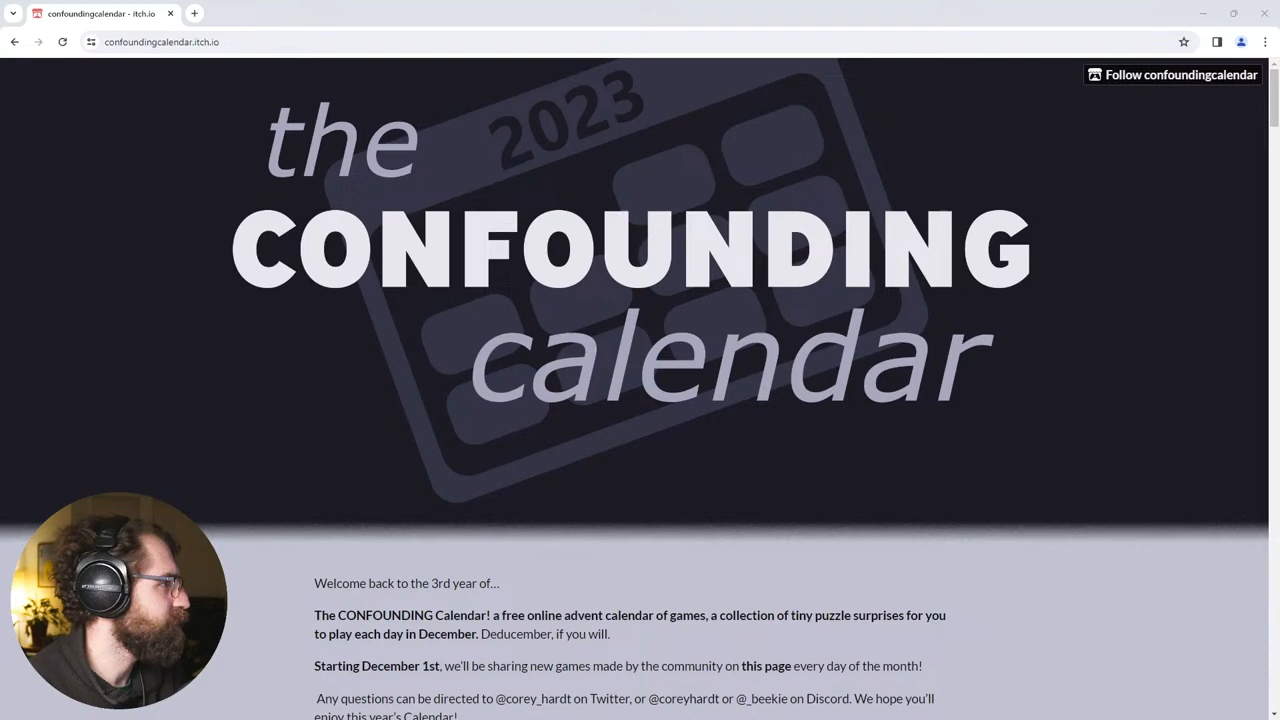 confoundingcalendar - itch.io
confoundingcalendar.itch.io
Follow confoundingcalendar
2023
the
CONFOUNDING
calendar
Welcome back to the 3rd year of...
The CONFOUNDING Calendar! a free online advent calendar of games, a collection of tiny puzzle surprises for you
to play each day in December. Deducember, if you will.
Starting December 1st, we'll be sharing new games made by the community on this page every day of the month!
Any questions can be directed to @corey_hardt on Twitter, or @coreyhardt or @_beekie on Discord. We hope you'll
enjoy this year's Calendar!